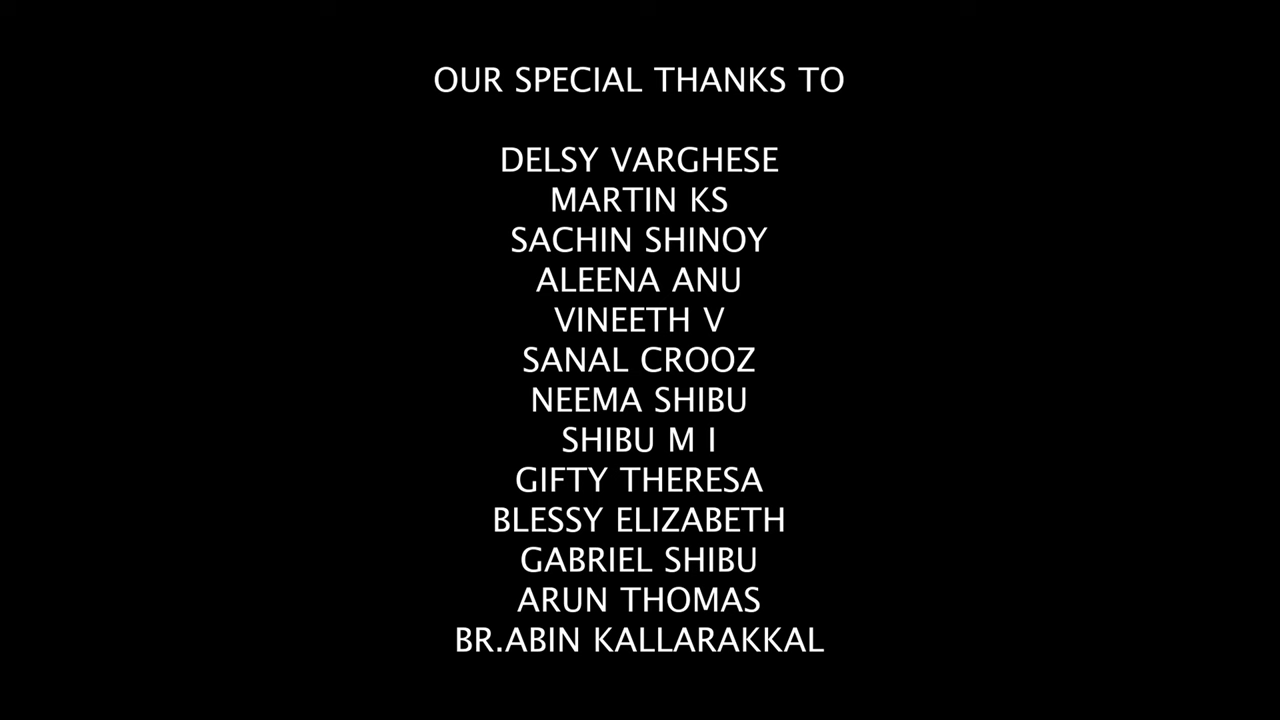 OUR SPECIAL THANKS TO
DELSY VARGHESE
MARTIN KS
SACHIN SHINOY
ALEENA ANU
VINEETH V
SANAL CROOZ
NEEMA SHIBU
SHIBU M I
GIFTY THERESA
BLESSY ELIZABETH
GABRIEL SHIBU
ARUN THOMAS
BR.ABIN KALLARAKKAL